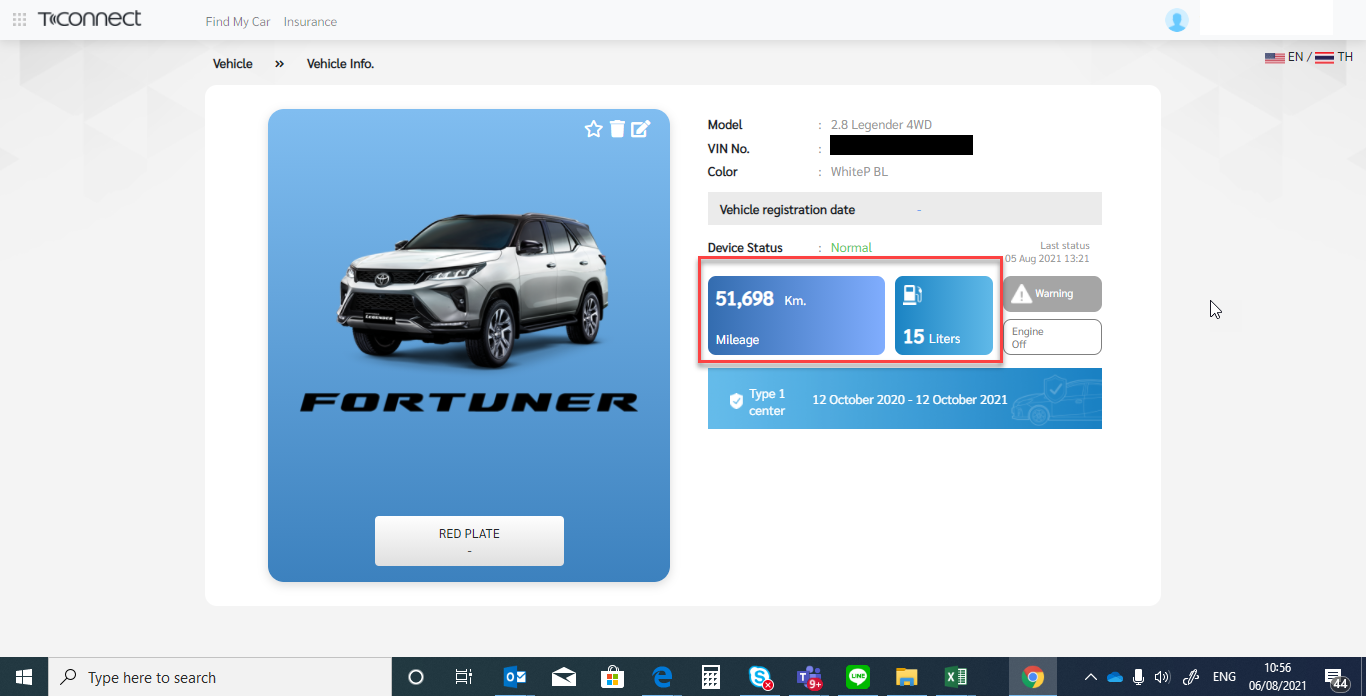 T-CONNECT
Find My Car Insurance
EN / TH
Vehicle » Vehicle Info.
Model : 2.8 Legender 4WD
VIN No. :
Color : WhiteP BL
Vehicle registration date -
Device Status : Normal
Last status
05 Aug 2021 13:21
51,698 Km.
Mileage
15 Liters
Warning
Engine
Off
Type 1
center
12 October 2020 - 12 October 2021
LEGENDER
FORTUNER
RED PLATE
-
Type here to search
9+
LINE
ENG
10:56
06/08/2021
44